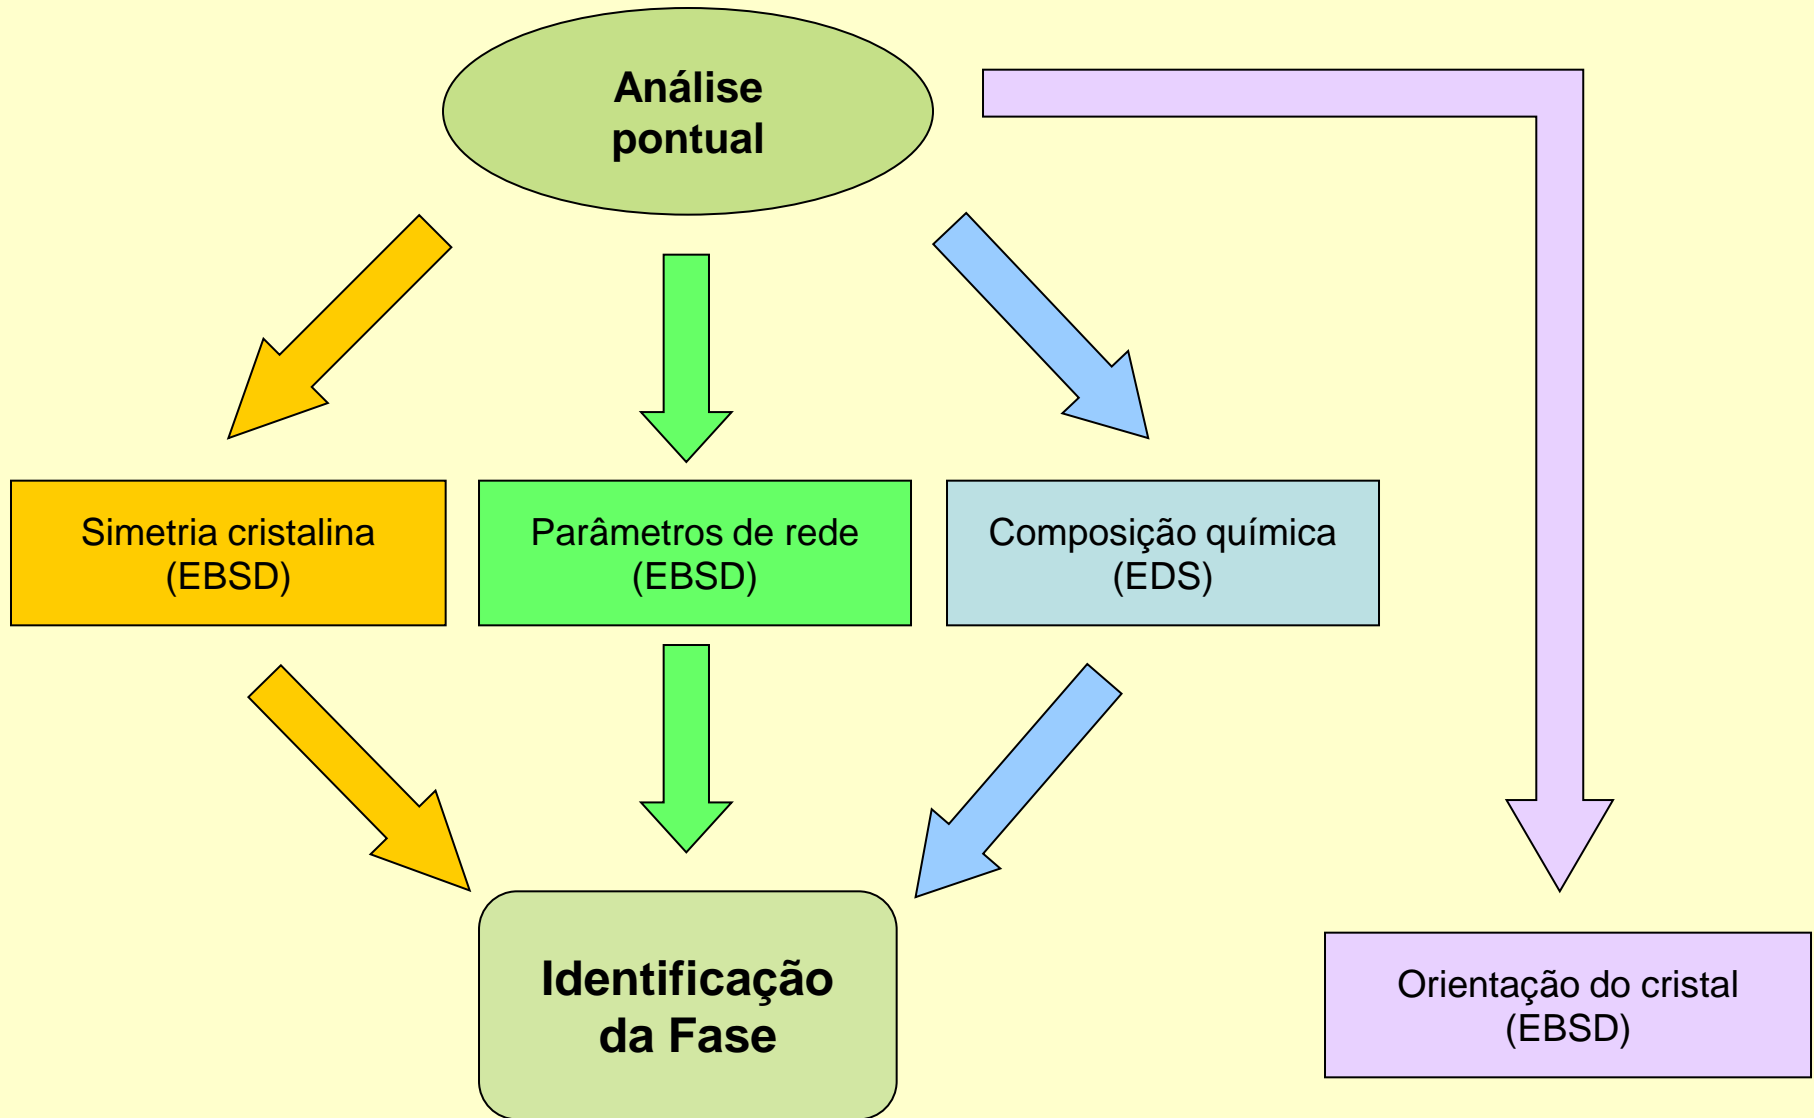 Análise
pontual
Simetria cristalina
(EBSD)
Parâmetros de rede
(EBSD)
Composição química
(EDS)
Identificação
da Fase
Orientação do cristal
(EBSD)